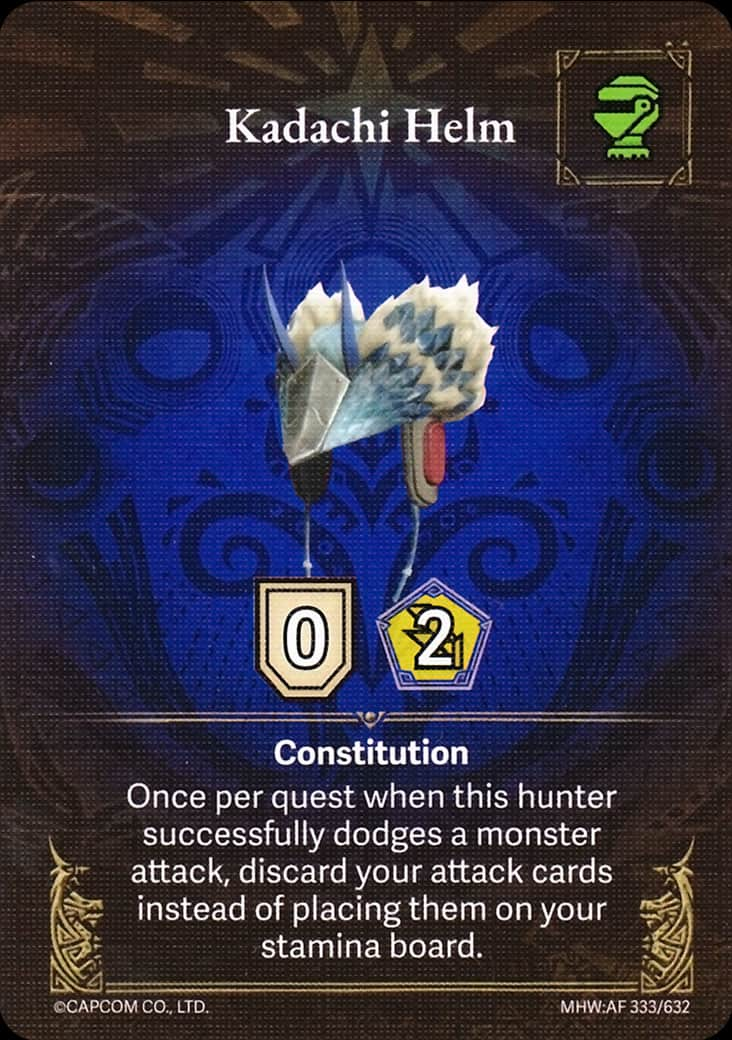 Kadachi Helm
0 2
Constitution
Once per quest when this hunter
successfully dodges a monster
attack, discard your attack cards
instead of placing them on your
stamina board.
©CAPCOM CO., LTD. MHW:AF 333/632